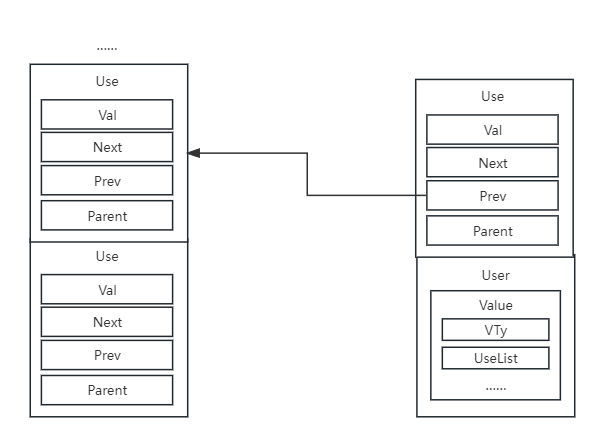 ......
Use
Val
Next
Prev
Parent
Use
Val
Next
Prev
Parent
Use
Val
Next
Prev
Parent
User
Value
VTy
UseList
......